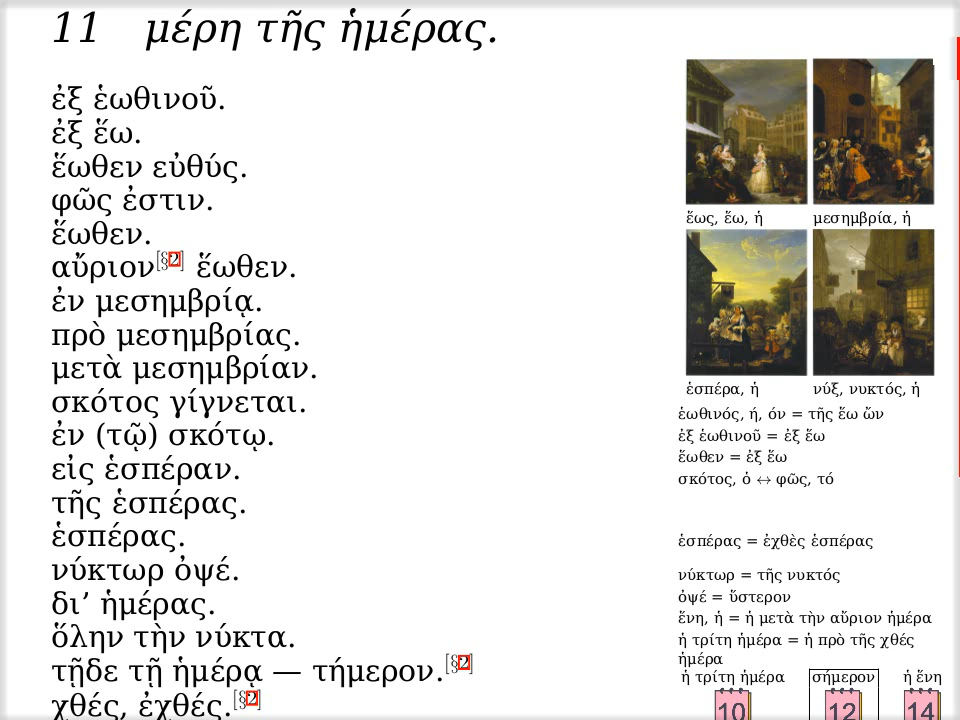 11 μέρη τῆς ἡμέρας.
ἐξ ἑωθινοῦ.
ἐξ ἕω.
ἕωθεν εὐθύς.
φῶς ἐστιν.
ἕωθεν.
αὔριον[§2] ἕωθεν.
ἐν μεσημβρίᾳ.
πρὸ μεσημβρίας.
μετὰ μεσημβρίαν.
σκότος γίγνεται.
ἐν (τῷ) σκότῳ.
εἰς ἑσπέραν.
τῆς ἑσπέρας.
ἑσπέρας.
νύκτωρ ὀψέ.
δι’ ἡμέρας.
ὅλην τὴν νύκτα.
τῇδε τῇ ἡμέρᾳ — τήμερον.[§2]
χθές, ἐχθές.[§2]
ἕως, ἕω, ἡ
μεσημβρία, ἡ
ἑσπέρα, ἡ
νύξ, νυκτός, ἡ
ἑωθινός, ή, όν = τῆς ἕω ὤν
ἐξ ἑωθινοῦ = ἐξ ἕω
ἕωθεν = ἐξ ἕω
σκότος, ὁ ↔ φῶς, τό
ἑσπέρας = ἐχθὲς ἑσπέρας
νύκτωρ = τῆς νυκτός
ὀψέ = ὕστερον
ἕνη, ἡ = ἡ μετὰ τὴν αὔριον ἡμέρα
ἡ τρίτη ἡμέρα = ἡ πρὸ τῆς χθές
ἡμέρα
ἡ τρίτη ἡμέρα σήμερον ἡ ἕνη
10 12 14